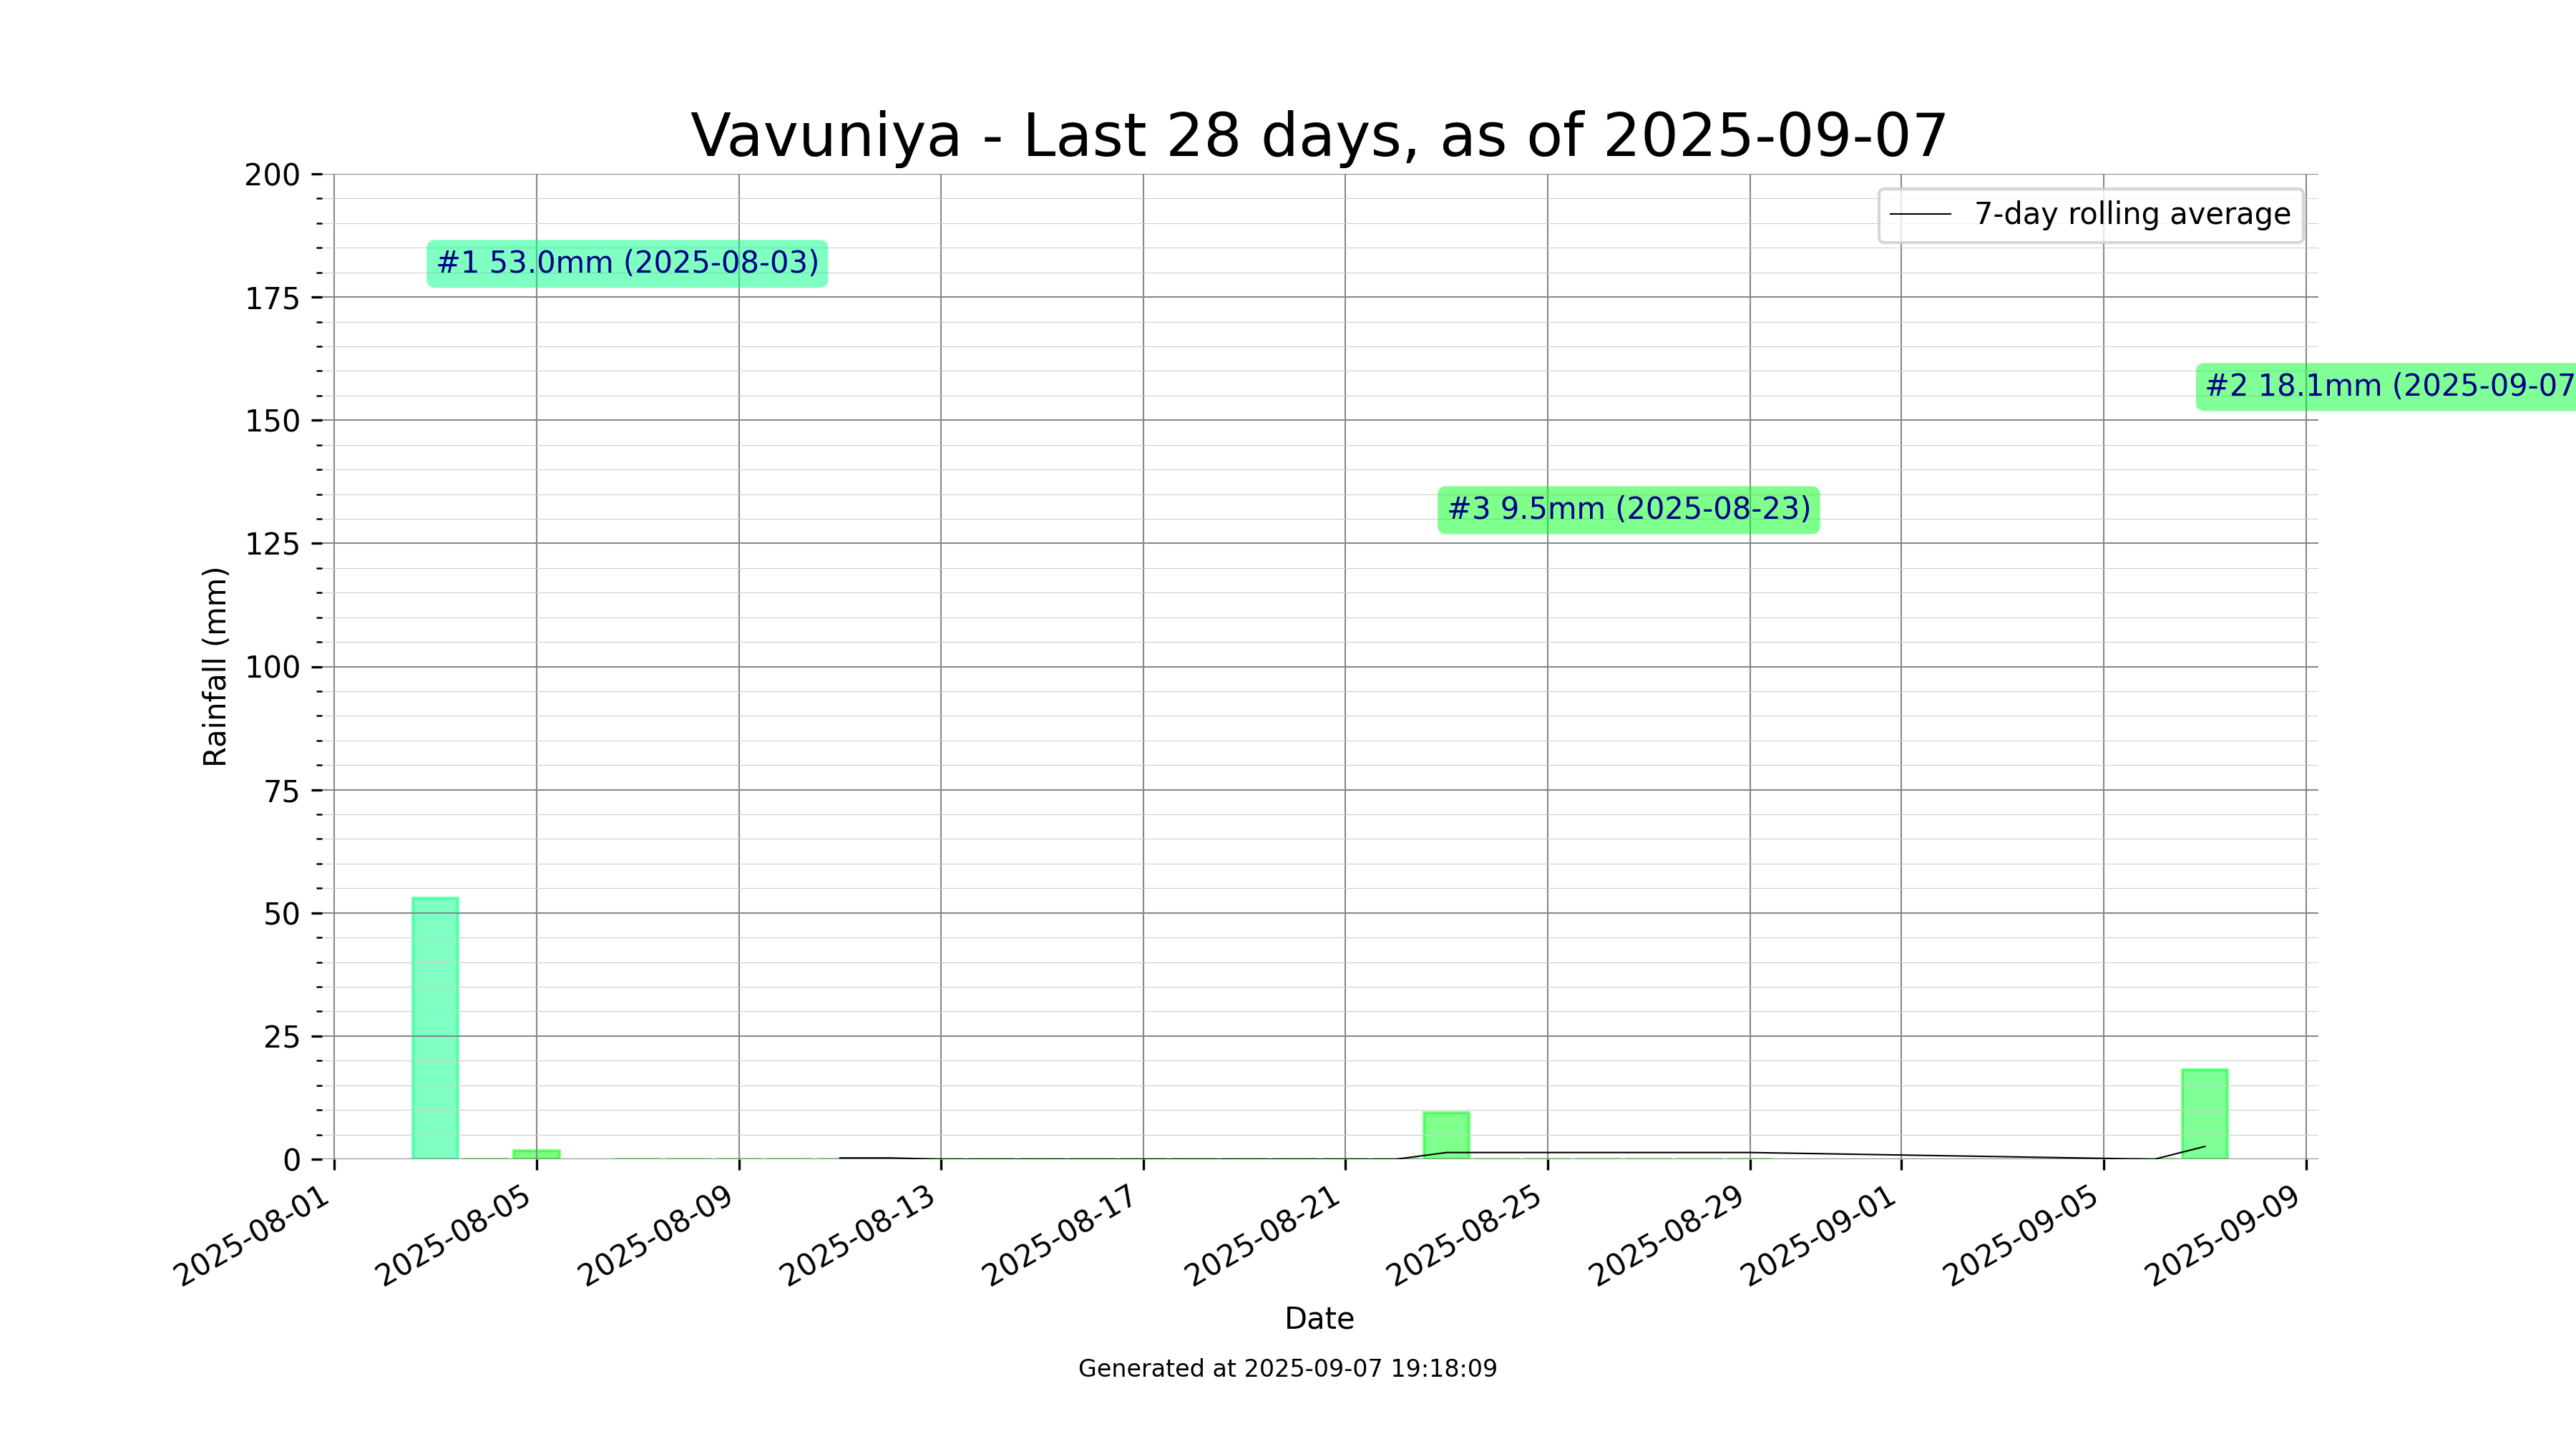 Vavuniya - Last 28 days, as of 2025-09-07
200
175
150
125
100
75
50
25
0
Rainfall (mm)
7-day rolling average
#1 53.0mm (2025-08-03)
#2 18.1mm (2025-09-07
#3 9.5mm (2025-08-23)
2025-08-01
2025-08-05
2025-08-09
2025-08-13
2025-08-17
2025-08-21
2025-08-25
2025-08-29
2025-09-01
2025-09-05
2025-09-09
Date
Generated at 2025-09-07 19:18:09